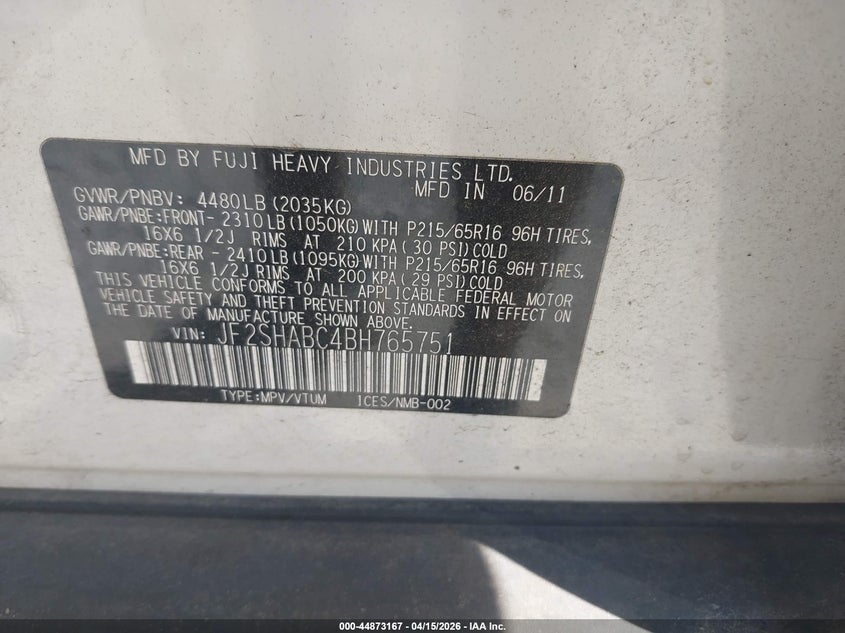 MFD BY FUJI HEAVY INDUSTRIES LTD.
MFD IN 06/11
GVWR/PNBV: 4480LB(2035KG)
GAWR/PNBE:FRONT- 2310LB(1050KG)WITH P215/65R16 96H TIRES,
16X6 1/2J RIMS AT 210 KPA(30 PSI)COLD
GAWR/PNBE:REAR - 2410LB(1095KG)WITH P215/65R16 96H TIRES,
16X6 1/2J RIMS AT 200 KPA(29 PSI)COLD
THIS VEHICLE CONFORMS TO ALL APPLICABLE FEDERAL MOTOR
VEHICLE SAFETY AND THEFT PREVENTION STANDARDS IN EFFECT ON
THE DATE OF MANUFACTURE SHOWN ABOVE.
VIN: JF2SHABC4BH765751
TYPE:MPV/VTUM ICES/NMB-002
000-44873167 - 04/15/2026 - IAA Inc.